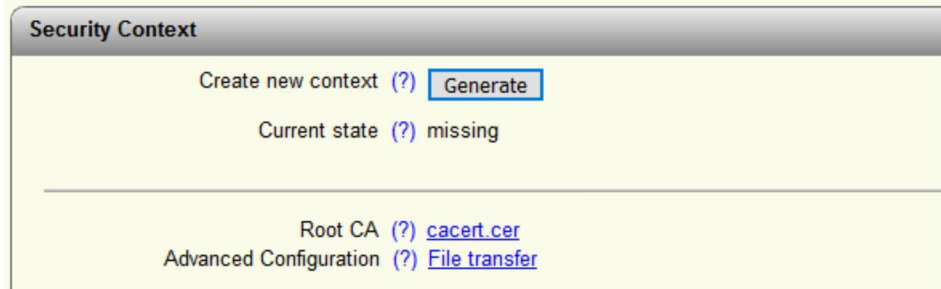 Security Context
Create new context (?) Generate
Current state (?) missing
Root CA (?) cacert.cer
Advanced Configuration (?) File transfer